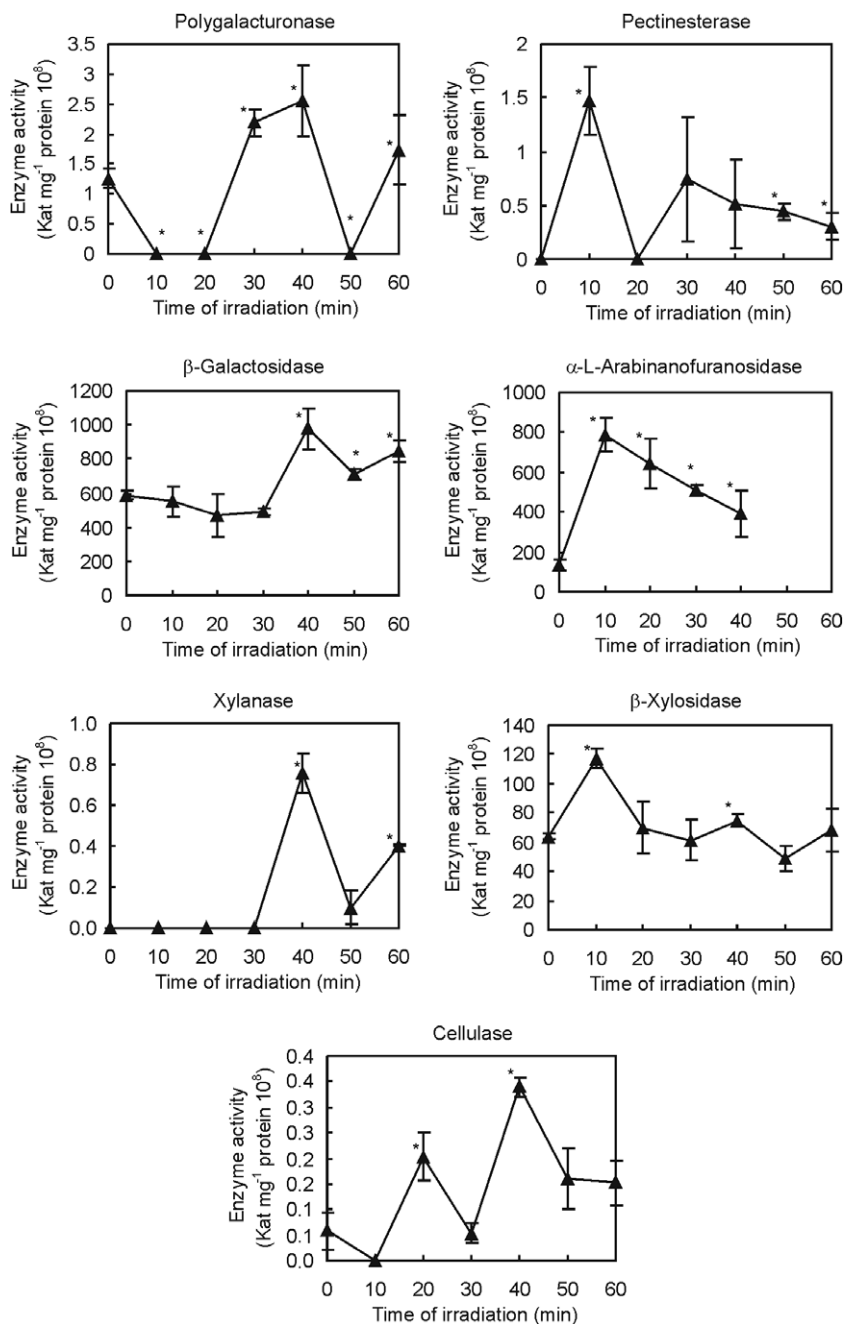 Polygalacturonase
Enzyme activity
(Kat mg⁻¹ protein 10⁸)
3.5
3
2.5
2
1.5
1
0.5
0
* * * * * *
0 10 20 30 40 50 60
Time of irradiation (min)
Pectinesterase
Enzyme activity
(Kat mg⁻¹ protein 10⁸)
2
1.5
1
0.5
0
* * *
0 10 20 30 40 50 60
Time of irradiation (min)
β-Galactosidase
Enzyme activity
(Kat mg⁻¹ protein 10⁸)
1200
1000
800
600
400
200
0
* * *
0 10 20 30 40 50 60
Time of irradiation (min)
α-L-Arabinanofuranosidase
Enzyme activity
(Kat mg⁻¹ protein 10⁸)
1000
800
600
400
200
0
* * * *
0 10 20 30 40 50 60
Time of irradiation (min)
Xylanase
Enzyme activity
(Kat mg⁻¹ protein 10⁸)
1.0
0.8
0.6
0.4
0.2
0.0
* *
0 10 20 30 40 50 60
Time of irradiation (min)
β-Xylosidase
Enzyme activity
(Kat mg⁻¹ protein 10⁸)
140
120
100
80
60
40
20
0
* *
0 10 20 30 40 50 60
Time of irradiation (min)
Cellulase
Enzyme activity
(Kat mg⁻¹ protein 10⁸)
0.4
0.4
0.3
0.3
0.2
0.2
0.1
0.1
0.0
* *
0 10 20 30 40 50 60
Time of irradiation (min)